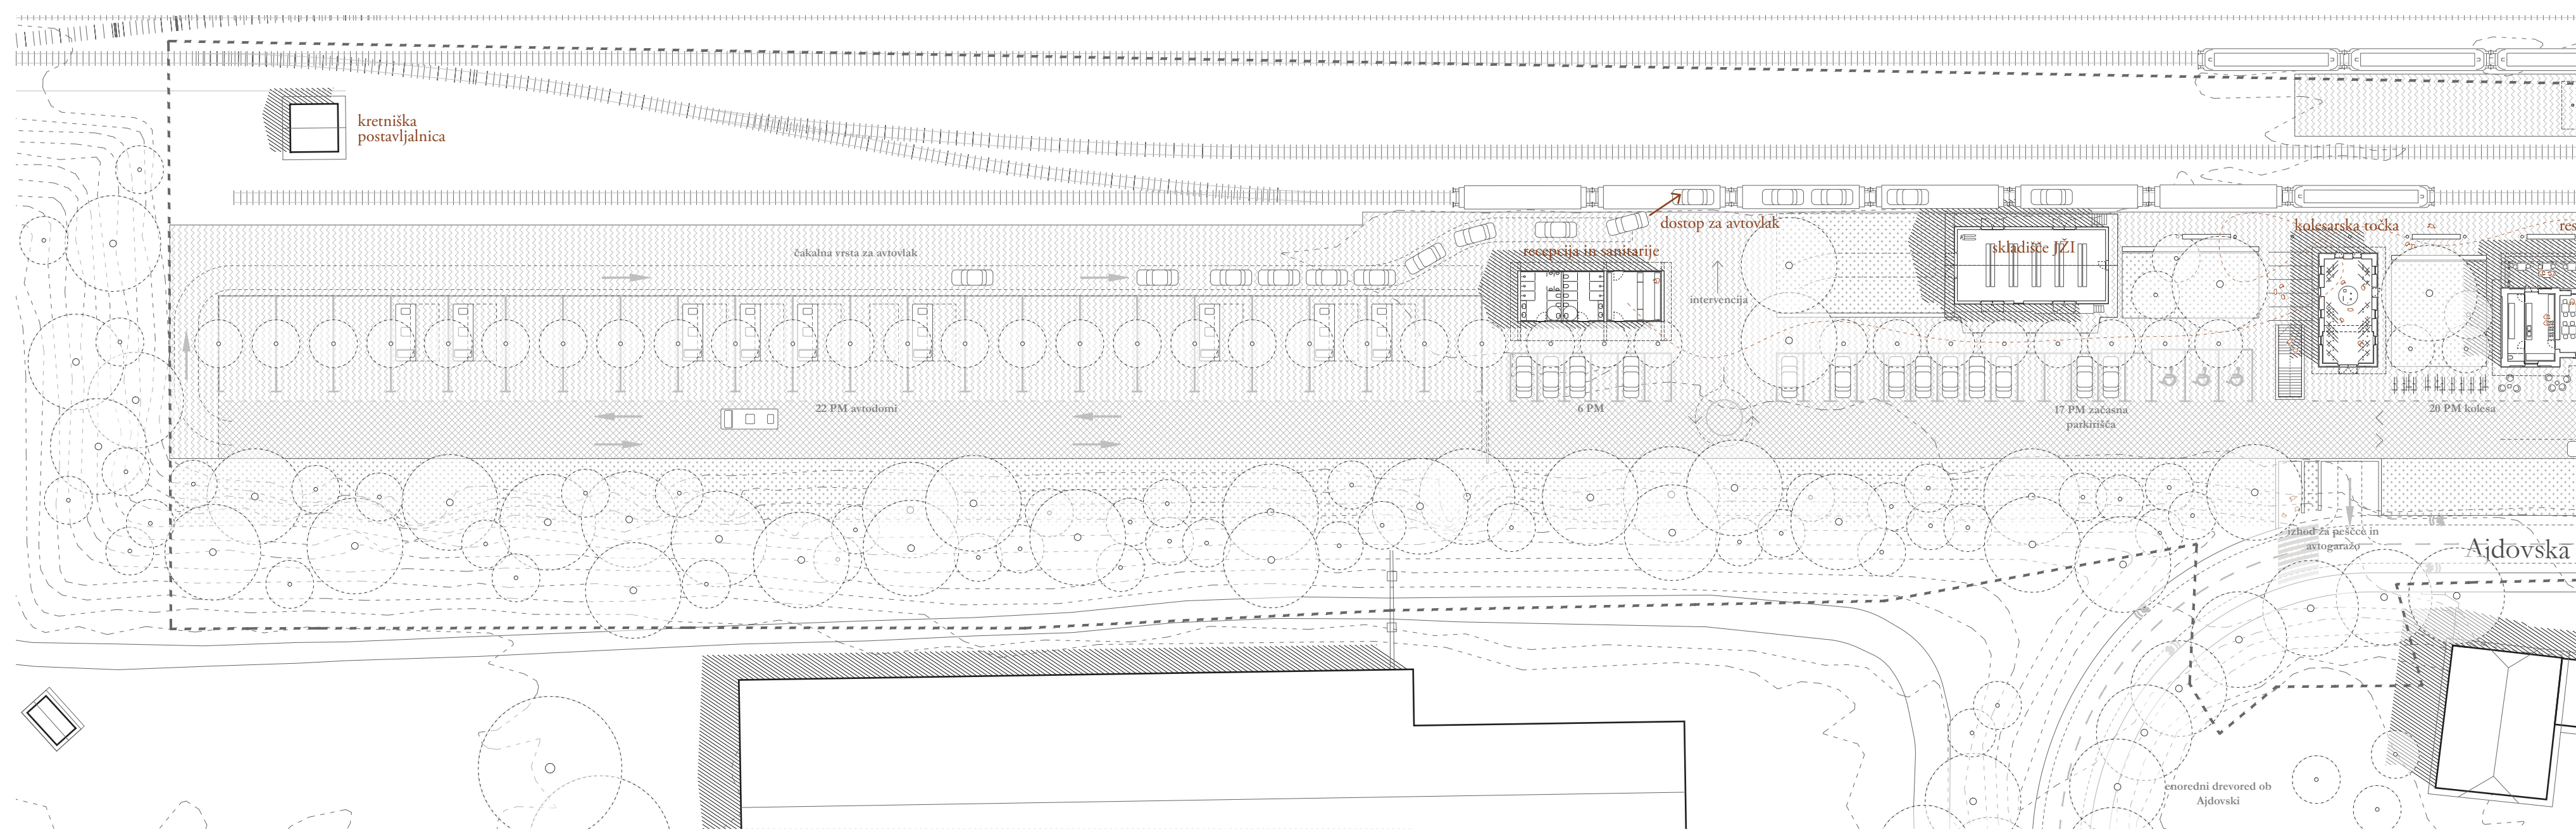 kretniška
postavljalnica
dostop za avtovlak
kolesarska točka
res
čakalna vrsta za avtovlak
recepcija in sanitarije
skladišče JŽI
intervencija
22 PM avtodomi
6 PM
17 PM začasna
parkirišča
20 PM kolesa
izhod za pešce in
avtogaražo
Ajdovska
enoredni drevored ob
Ajdovski